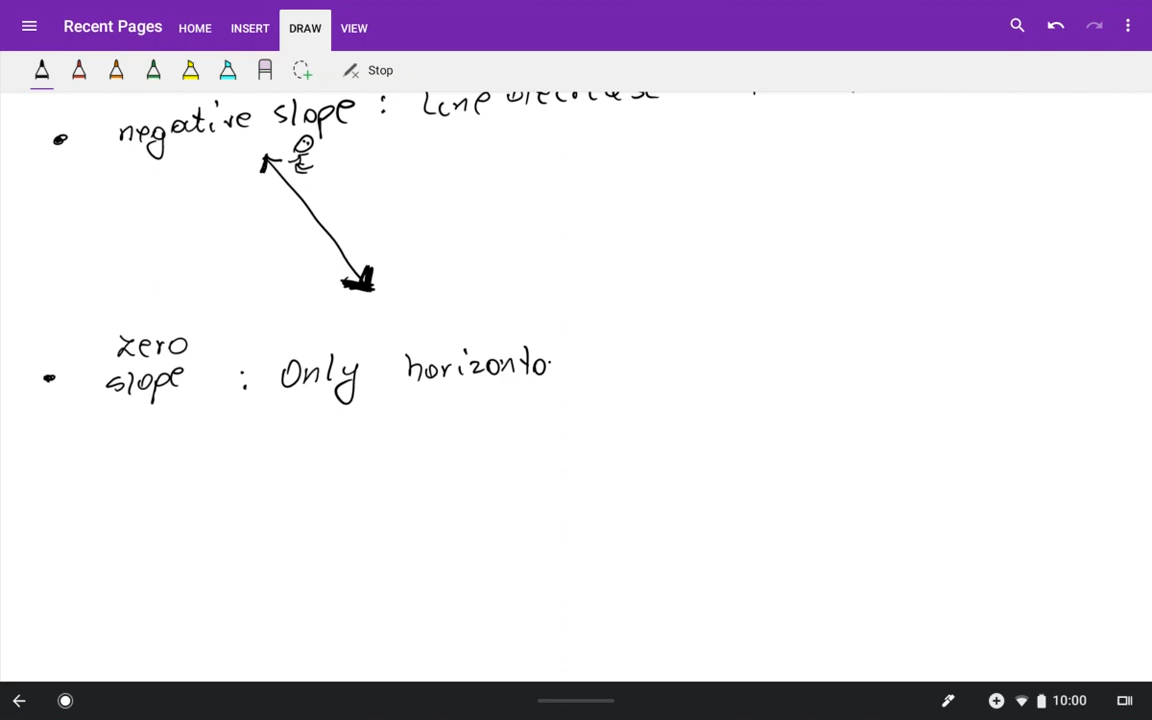 Recent Pages HOME INSERT DRAW VIEW
Stop
negative slope : Line
zero
slope : Only horizonta
10:00